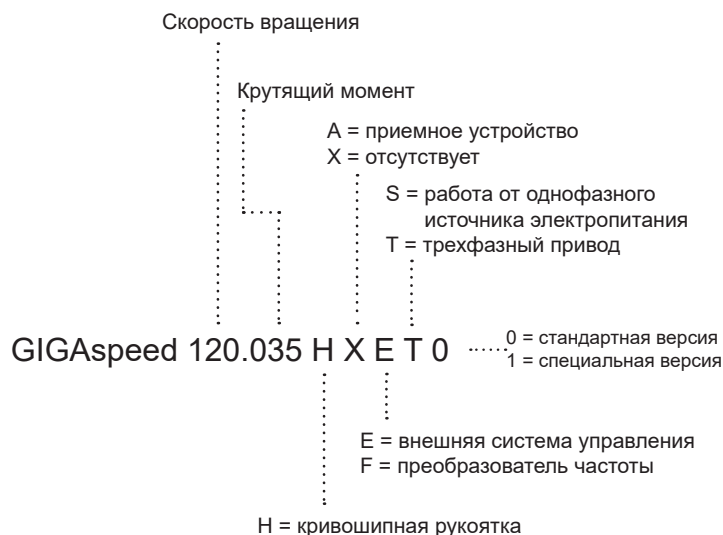 Скорость вращения
Крутящий момент
A = приемное устройство
X = отсутствует
S = работа от однофазного
источника электропитания
T = трехфазный привод
GIGAspeed 120.035 H X E T 0
0 = стандартная версия
1 = специальная версия
E = внешняя система управления
F = преобразователь частоты
H = кривошипная рукоятка